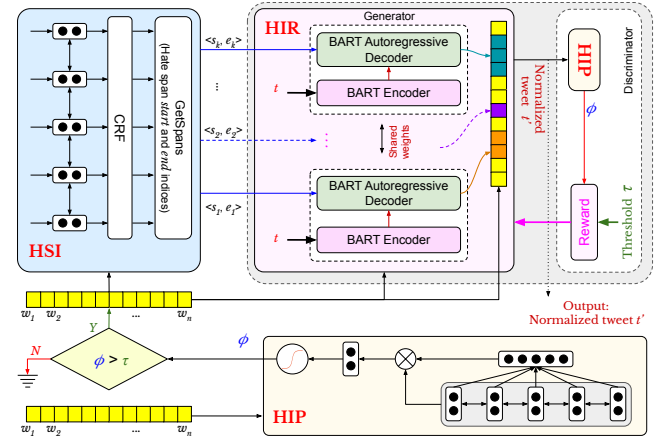 HSI
CRF
GetSpans
(Hate span start
and end indices)
<s_k, e_k>
...
<s_2, e_2>
<s_1, e_1>
HIR
Generator
BART Autoregressive
Decoder
t
BART Encoder
Shared
weights
BART Autoregressive
Decoder
t
BART Encoder
Normalized
tweet t'
HIP
Discriminator
ϕ
Reward
Threshold τ
Output:
Normalized tweet t'
w_1 w_2 ... w_n
Y
N
ϕ > τ
ϕ
w_1 w_2 ... w_n
HIP